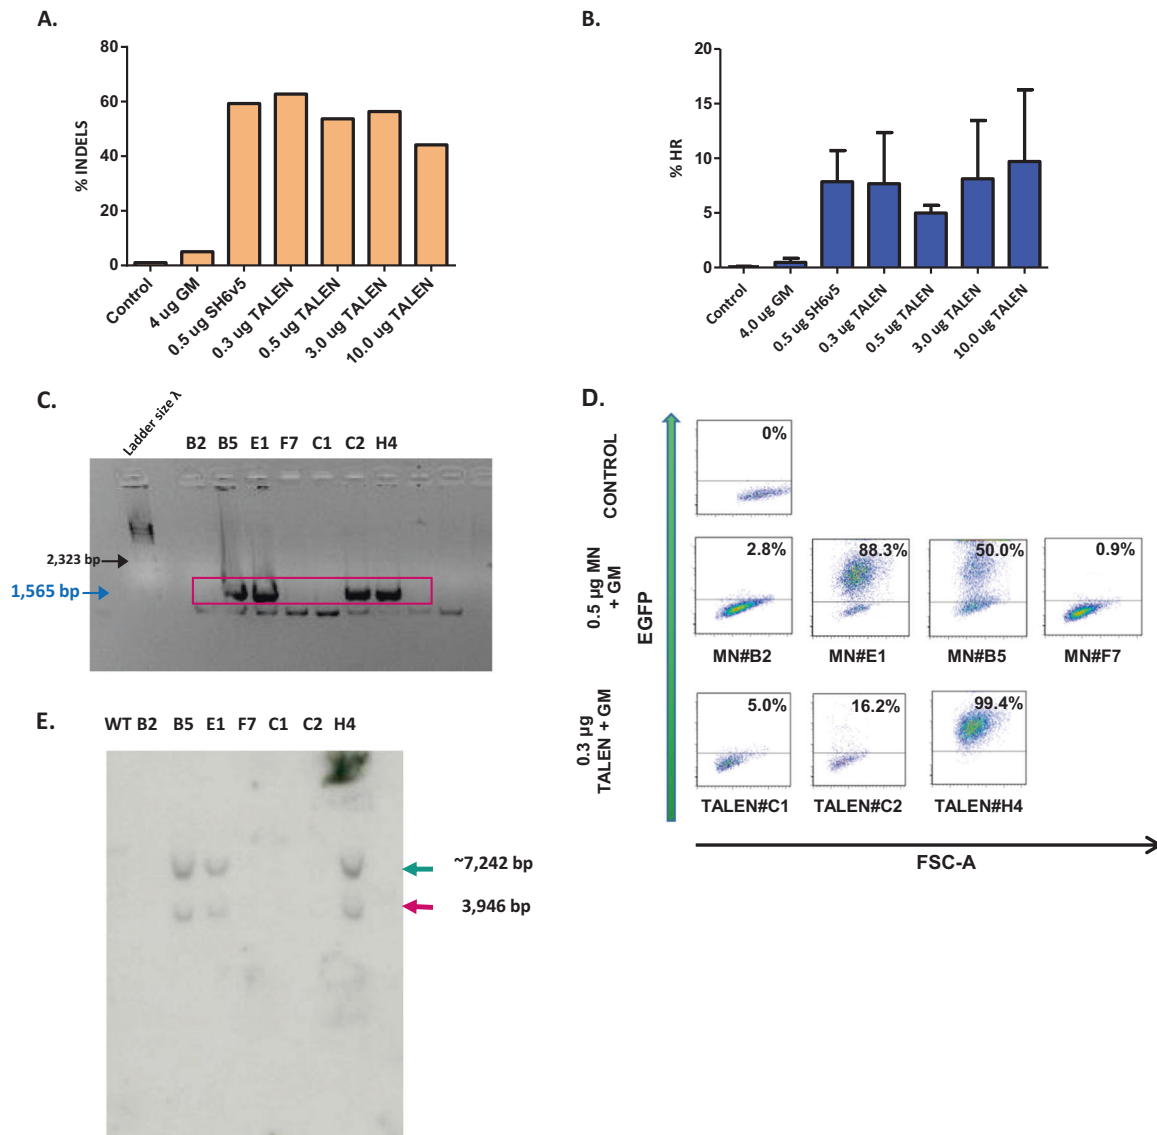 A.
% INDELS
80
60
40
20
0
Control
4 ug GM
0.5 ug SH6v5
0.3 ug TALEN
0.5 ug TALEN
3.0 ug TALEN
10.0 ug TALEN
B.
% HR
20
15
10
5
0
Control
4.0 ug GM
0.5 ug SH6v5
0.3 ug TALEN
0.5 ug TALEN
3.0 ug TALEN
10.0 ug TALEN
C.
Ladder size λ
B2 B5 E1 F7 C1 C2 H4
2,323 bp
1,565 bp
D.
EGFP
CONTROL
0%
0.5 µg MN
+ GM
2.8% 88.3% 50.0% 0.9%
MN#B2 MN#E1 MN#B5 MN#F7
0.3 µg
TALEN + GM
5.0% 16.2% 99.4%
TALEN#C1 TALEN#C2 TALEN#H4
FSC-A
E.
WT B2 B5 E1 F7 C1 C2 H4
~7,242 bp
3,946 bp